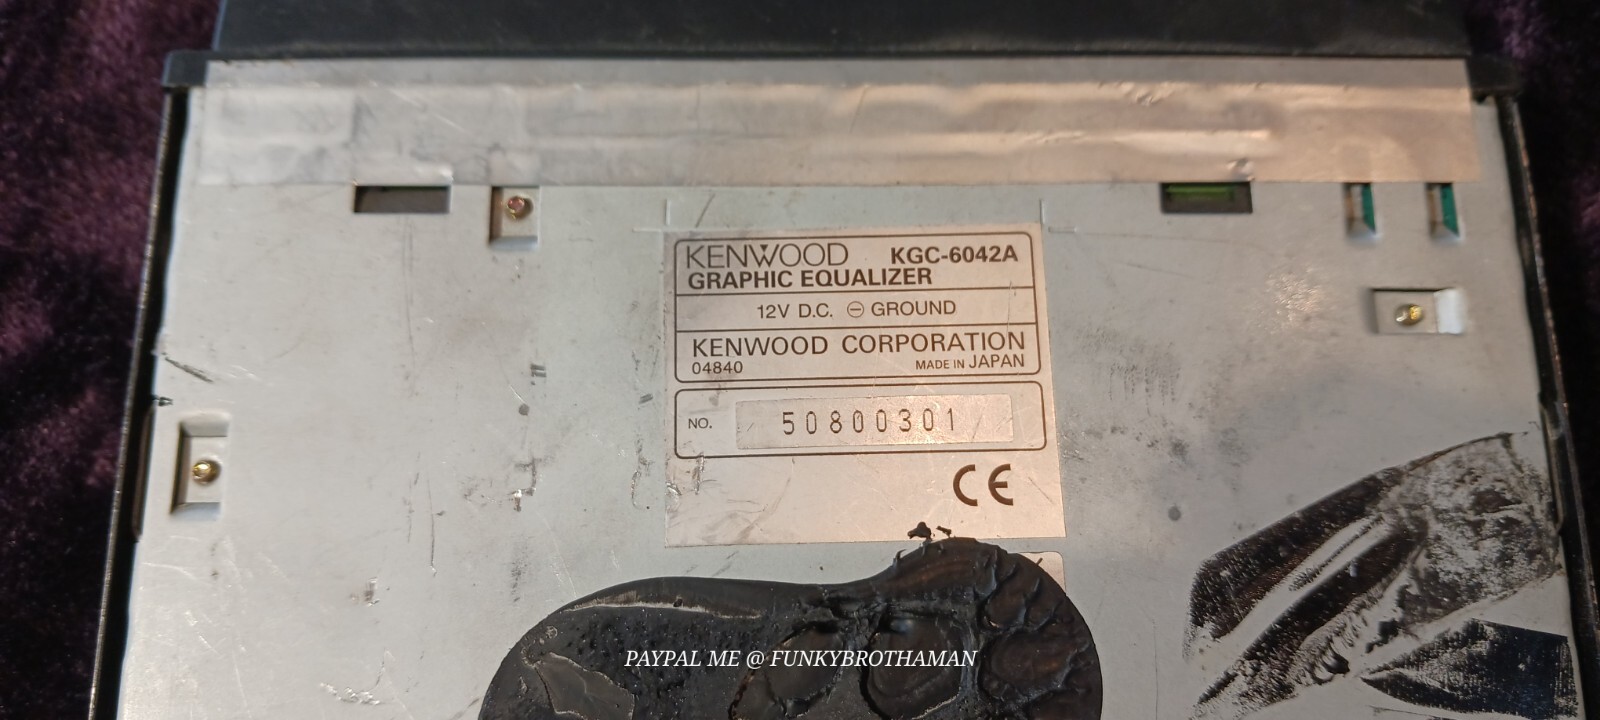 KENWOOD KGC-6042A
GRAPHIC EQUALIZER
12V D.C. ⊖ GROUND
KENWOOD CORPORATION
04840 MADE IN JAPAN
NO. 50800301
CE
PAYPAL ME @ FUNKYBROTHAMAN